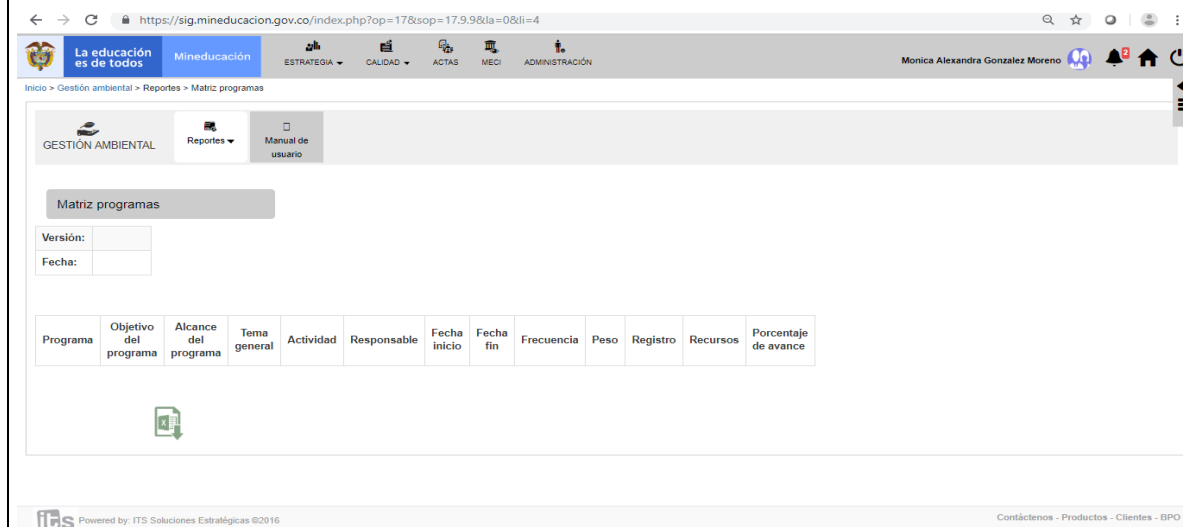 https://sig.mineducacion.gov.co/index.php?op=17&sop=17.9.9&la=0&li=4
La educación
es de todos
Mineducación
ESTRATEGIA
CALIDAD
ACTAS
MECI
ADMINISTRACIÓN
Monica Alexandra Gonzalez Moreno
2
Inicio > Gestión ambiental > Reportes > Matriz programas
GESTIÓN AMBIENTAL
Reportes
Manual de
usuario
Matriz programas
Versión:
Fecha:
Programa
Objetivo
del
programa
Alcance
del
programa
Tema
general
Actividad
Responsable
Fecha
inicio
Fecha
fin
Frecuencia
Peso
Registro
Recursos
Porcentaje
de avance
its Powered by: ITS Soluciones Estratégicas ©2016
Contáctenos - Productos - Clientes - BPO